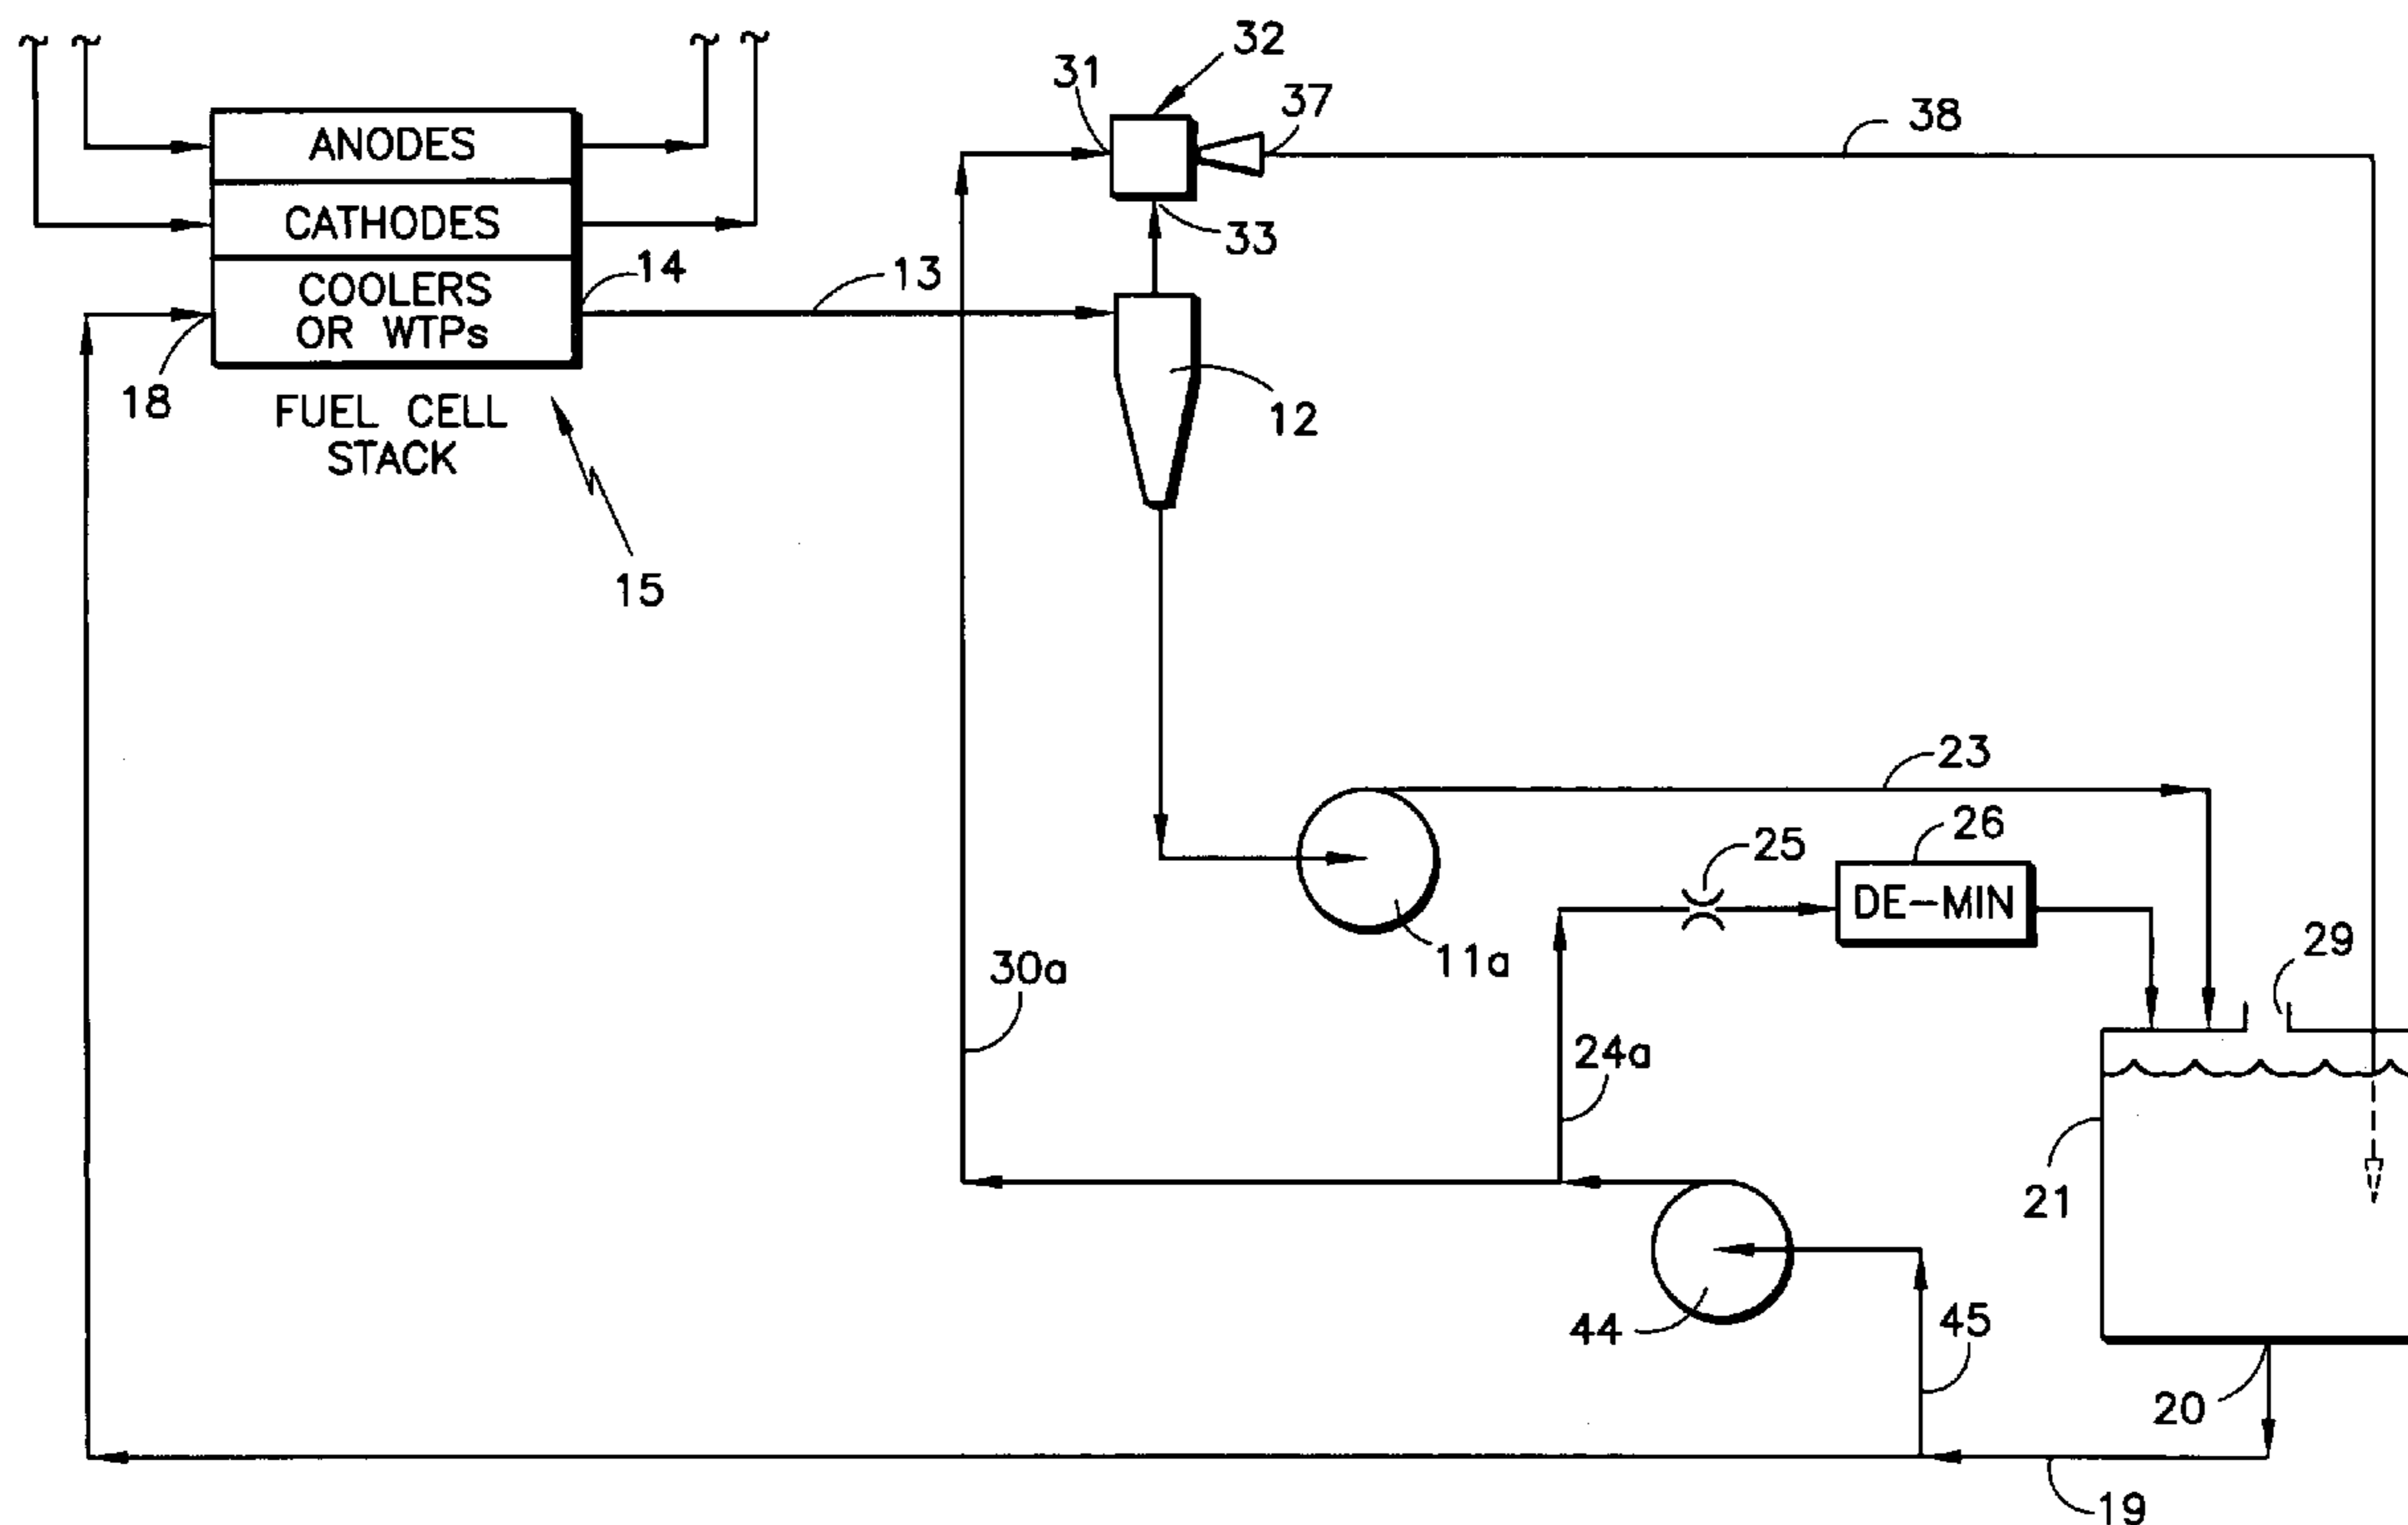 32
31
37
38
ANODES
CATHODES
33
14
13
COOLERS
OR WTPs
18
12
FUEL CELL
STACK
15
23
26
25
DE-MIN
29
11a
30a
24a
21
44
45
20
19